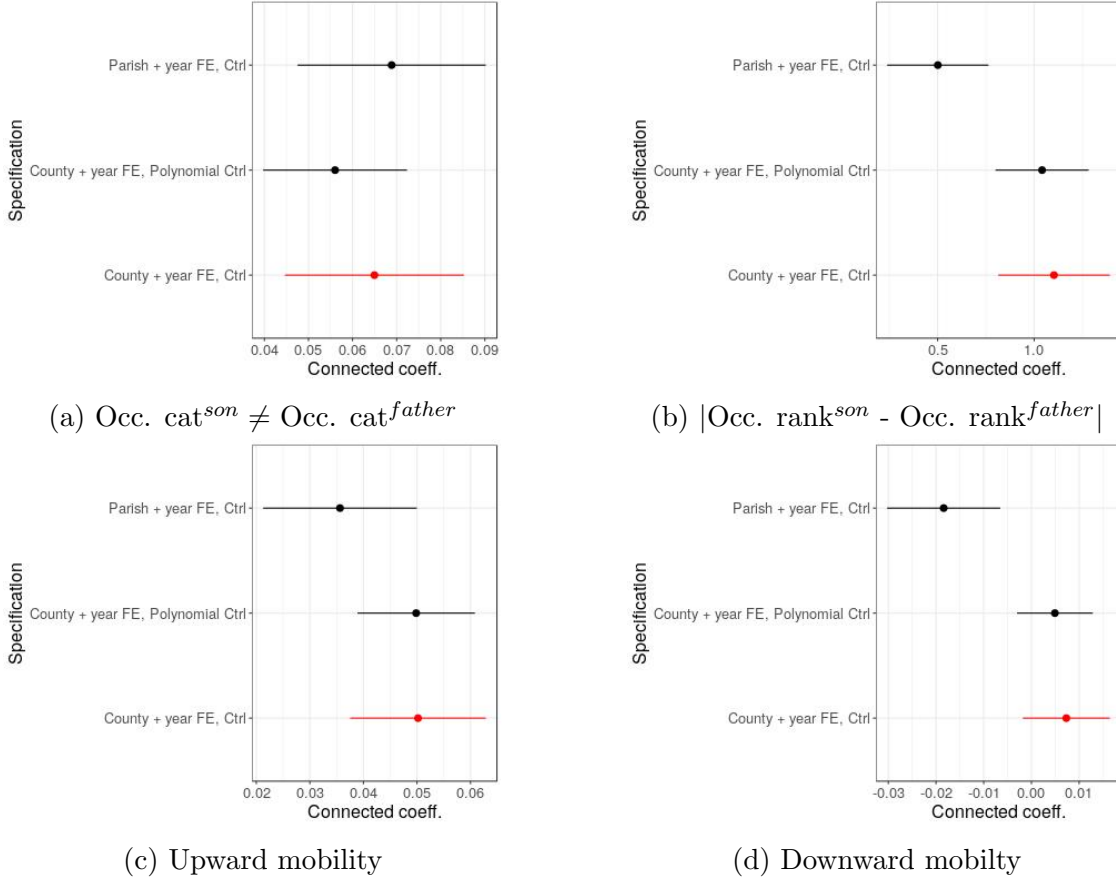 Specification
Parish + year FE, Ctrl
County + year FE, Polynomial Ctrl
County + year FE, Ctrl
0.04 0.05 0.06 0.07 0.08 0.09
Connected coeff.
(a) Occ. cat^son ≠ Occ. cat^father
Specification
Parish + year FE, Ctrl
County + year FE, Polynomial Ctrl
County + year FE, Ctrl
0.5 1.0
Connected coeff.
(b) |Occ. rank^son - Occ. rank^father|
Specification
Parish + year FE, Ctrl
County + year FE, Polynomial Ctrl
County + year FE, Ctrl
0.02 0.03 0.04 0.05 0.06
Connected coeff.
(c) Upward mobility
Specification
Parish + year FE, Ctrl
County + year FE, Polynomial Ctrl
County + year FE, Ctrl
-0.03 -0.02 -0.01 0.00 0.01
Connected coeff.
(d) Downward mobilty